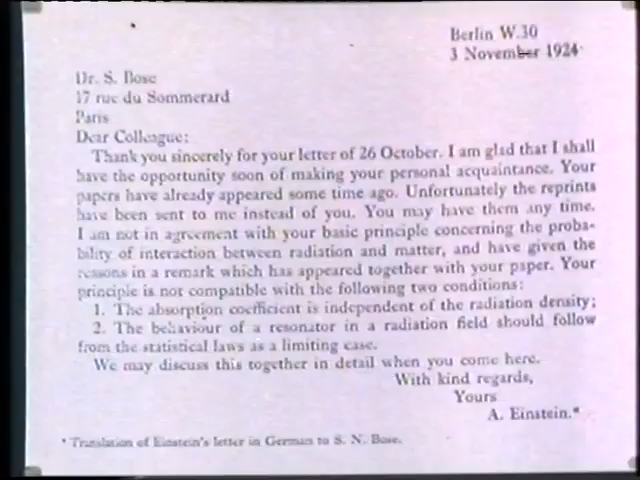 Berlin W.30
3 November 1924
Dr. S. Bose
17 rue du Sommerard
Paris
Dear Colleague:
Thank you sincerely for your letter of 26 October. I am glad that I shall
have the opportunity soon of making your personal acquaintance. Your
papers have already appeared some time ago. Unfortunately the reprints
have been sent to me instead of you. You may have them any time.
I am not in agreement with your basic principle concerning the proba-
bility of interaction between radiation and matter, and have given the
reasons in a remark which has appeared together with your paper. Your
principle is not compatible with the following two conditions:
1. The absorption coefficient is independent of the radiation density;
2. The behaviour of a resonator in a radiation field should follow
from the statistical laws as a limiting case.
We may discuss this together in detail when you come here.
With kind regards,
Yours
A. Einstein.*
* Translation of Einstein's letter in German to S. N. Bose.